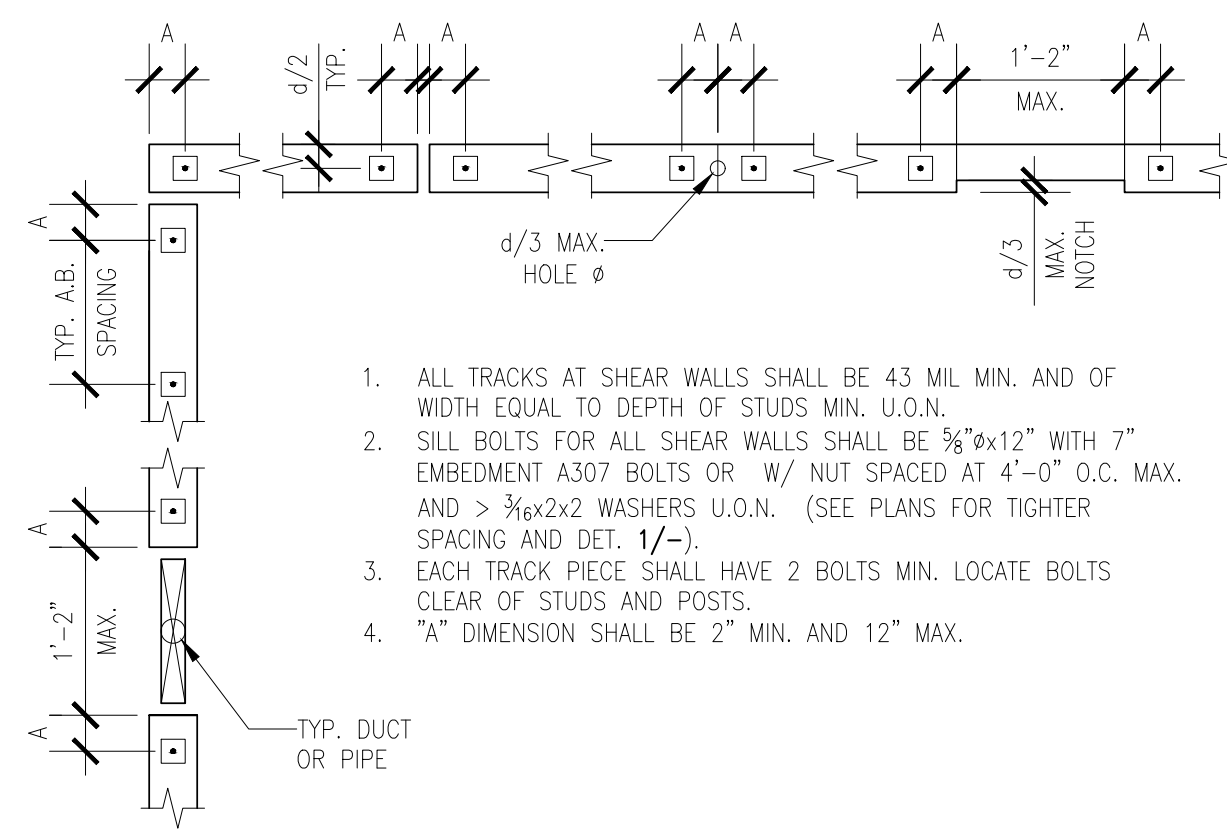 A
A
A
A
A
A
A
1'-2"
MAX.
d/2
TYP.
d/3 MAX.
HOLE ø
d/3
MAX.
NOTCH
A
TYP. A.B.
SPACING
A
1'-2"
MAX.
A
TYP. DUCT
OR PIPE
1. ALL TRACKS AT SHEAR WALLS SHALL BE 43 MIL MIN. AND OF
WIDTH EQUAL TO DEPTH OF STUDS MIN. U.O.N.
2. SILL BOLTS FOR ALL SHEAR WALLS SHALL BE ⅝"øx12" WITH 7"
EMBEDMENT A307 BOLTS OR W/ NUT SPACED AT 4'-0" O.C. MAX.
AND > 3⁄16x2x2 WASHERS U.O.N. (SEE PLANS FOR TIGHTER
SPACING AND DET. 1/-).
3. EACH TRACK PIECE SHALL HAVE 2 BOLTS MIN. LOCATE BOLTS
CLEAR OF STUDS AND POSTS.
4. "A" DIMENSION SHALL BE 2" MIN. AND 12" MAX.